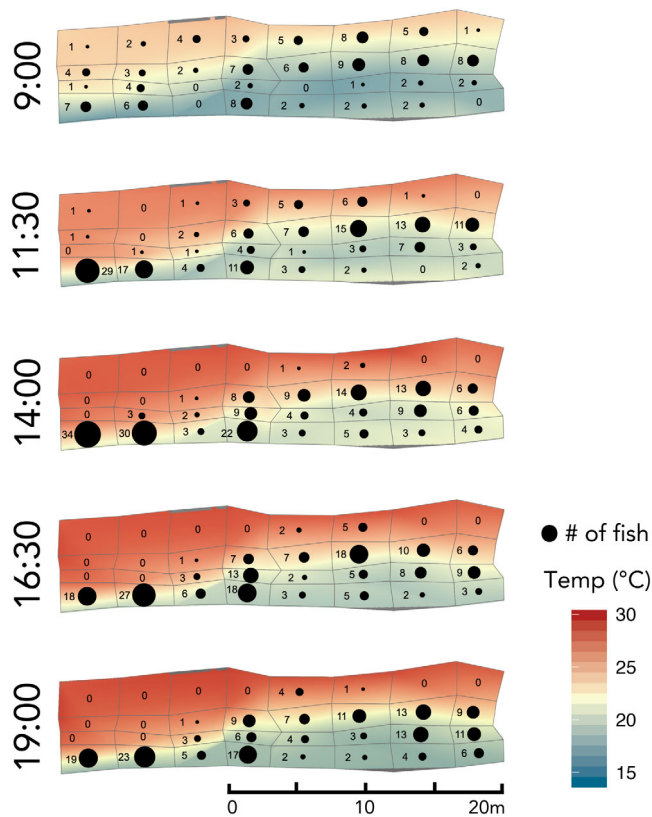 9:00
1 2 4 3 5 8 5 1
4 3 2 7 6 9 8 8
1 4 0 2 0 1 2 2
7 6 0 8 2 2 2 0
11:30
1 0 1 3 5 6 1 0
1 0 2 6 7 15 13 11
0 1 1 4 1 3 7 3
29 17 4 11 3 2 0 2
14:00
0 0 0 0 1 2 0 0
0 0 1 8 9 14 13 6
0 3 2 9 4 4 9 6
34 30 3 22 3 5 3 4
16:30
0 0 0 0 2 5 0 0
0 0 1 7 7 18 10 6
0 0 3 13 2 5 8 9
18 27 6 18 3 5 2 3
# of fish
Temp (°C)
30
25
20
15
19:00
0 0 0 0 4 1 0 0
0 0 1 9 7 11 13 9
0 0 3 6 4 3 13 11
19 23 5 17 2 2 4 6
0 10 20m